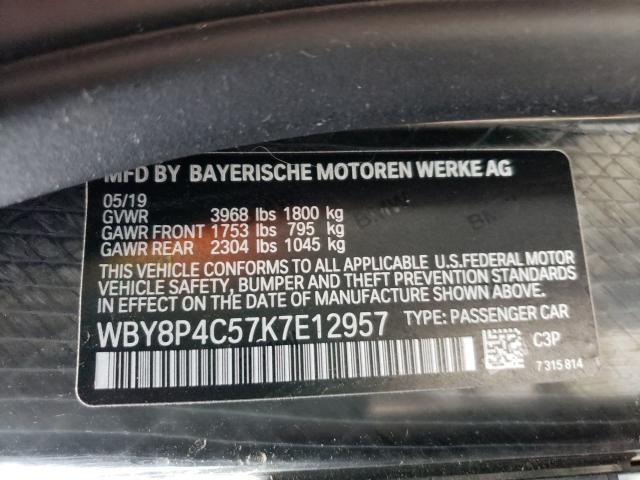 MFD BY BAYERISCHE MOTOREN WERKE AG
05/19
GVWR 3968 lbs 1800 kg
GAWR FRONT 1753 lbs 795 kg
GAWR REAR 2304 lbs 1045 kg
THIS VEHICLE CONFORMS TO ALL APPLICABLE U.S.FEDERAL MOTOR
VEHICLE SAFETY, BUMPER AND THEFT PREVENTION STANDARDS
IN EFFECT ON THE DATE OF MANUFACTURE SHOWN ABOVE.
WBY8P4C57K7E12957 TYPE: PASSENGER CAR
C3P
7 315 814